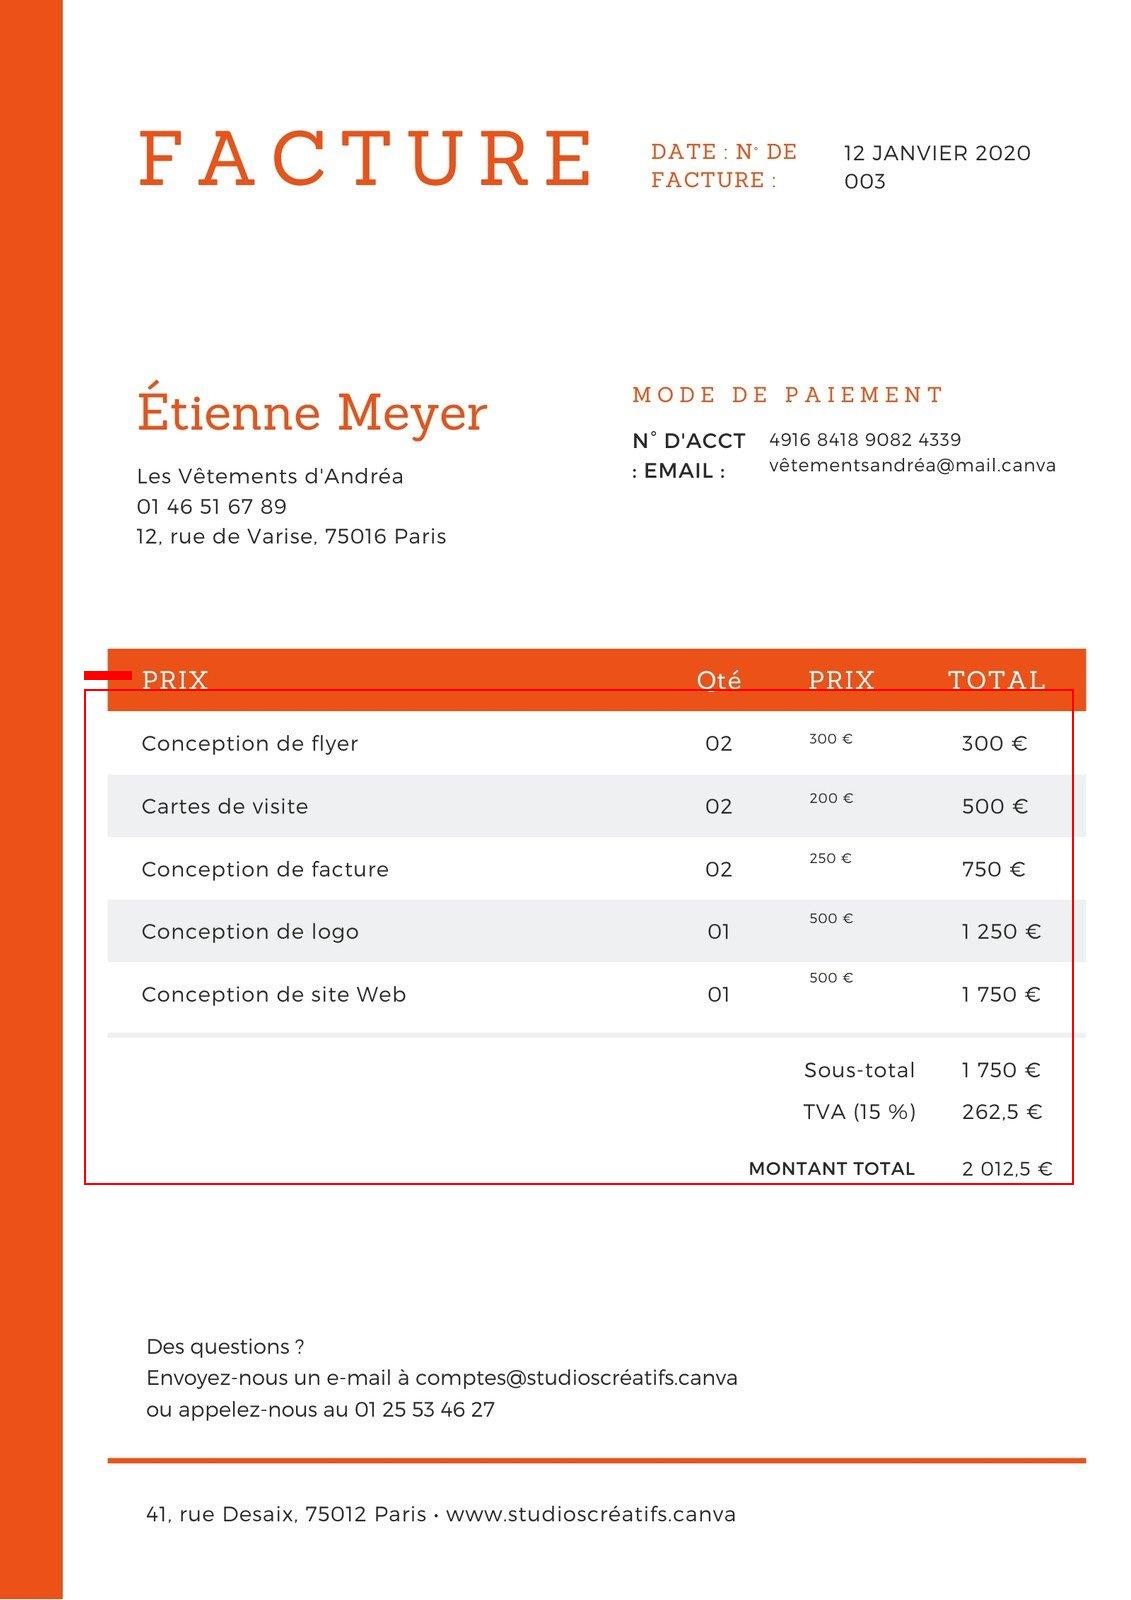 FACTURE
DATE : N° DE
FACTURE :
12 JANVIER 2020
003
Étienne Meyer
Les Vêtements d'Andréa
01 46 51 67 89
12, rue de Varise, 75016 Paris
MODE DE PAIEMENT
N° D'ACCT
: EMAIL :
4916 8418 9082 4339
vêtementsandréa@mail.canva
PRIX Qté PRIX TOTAL
Conception de flyer 02 300 € 300 €
Cartes de visite 02 200 € 500 €
Conception de facture 02 250 € 750 €
Conception de logo 01 500 € 1 250 €
Conception de site Web 01 500 € 1 750 €
Sous-total 1 750 €
TVA (15 %) 262,5 €
MONTANT TOTAL 2 012,5 €
Des questions ?
Envoyez-nous un e-mail à comptes@studioscréatifs.canva
ou appelez-nous au 01 25 53 46 27
41, rue Desaix, 75012 Paris • www.studioscréatifs.canva